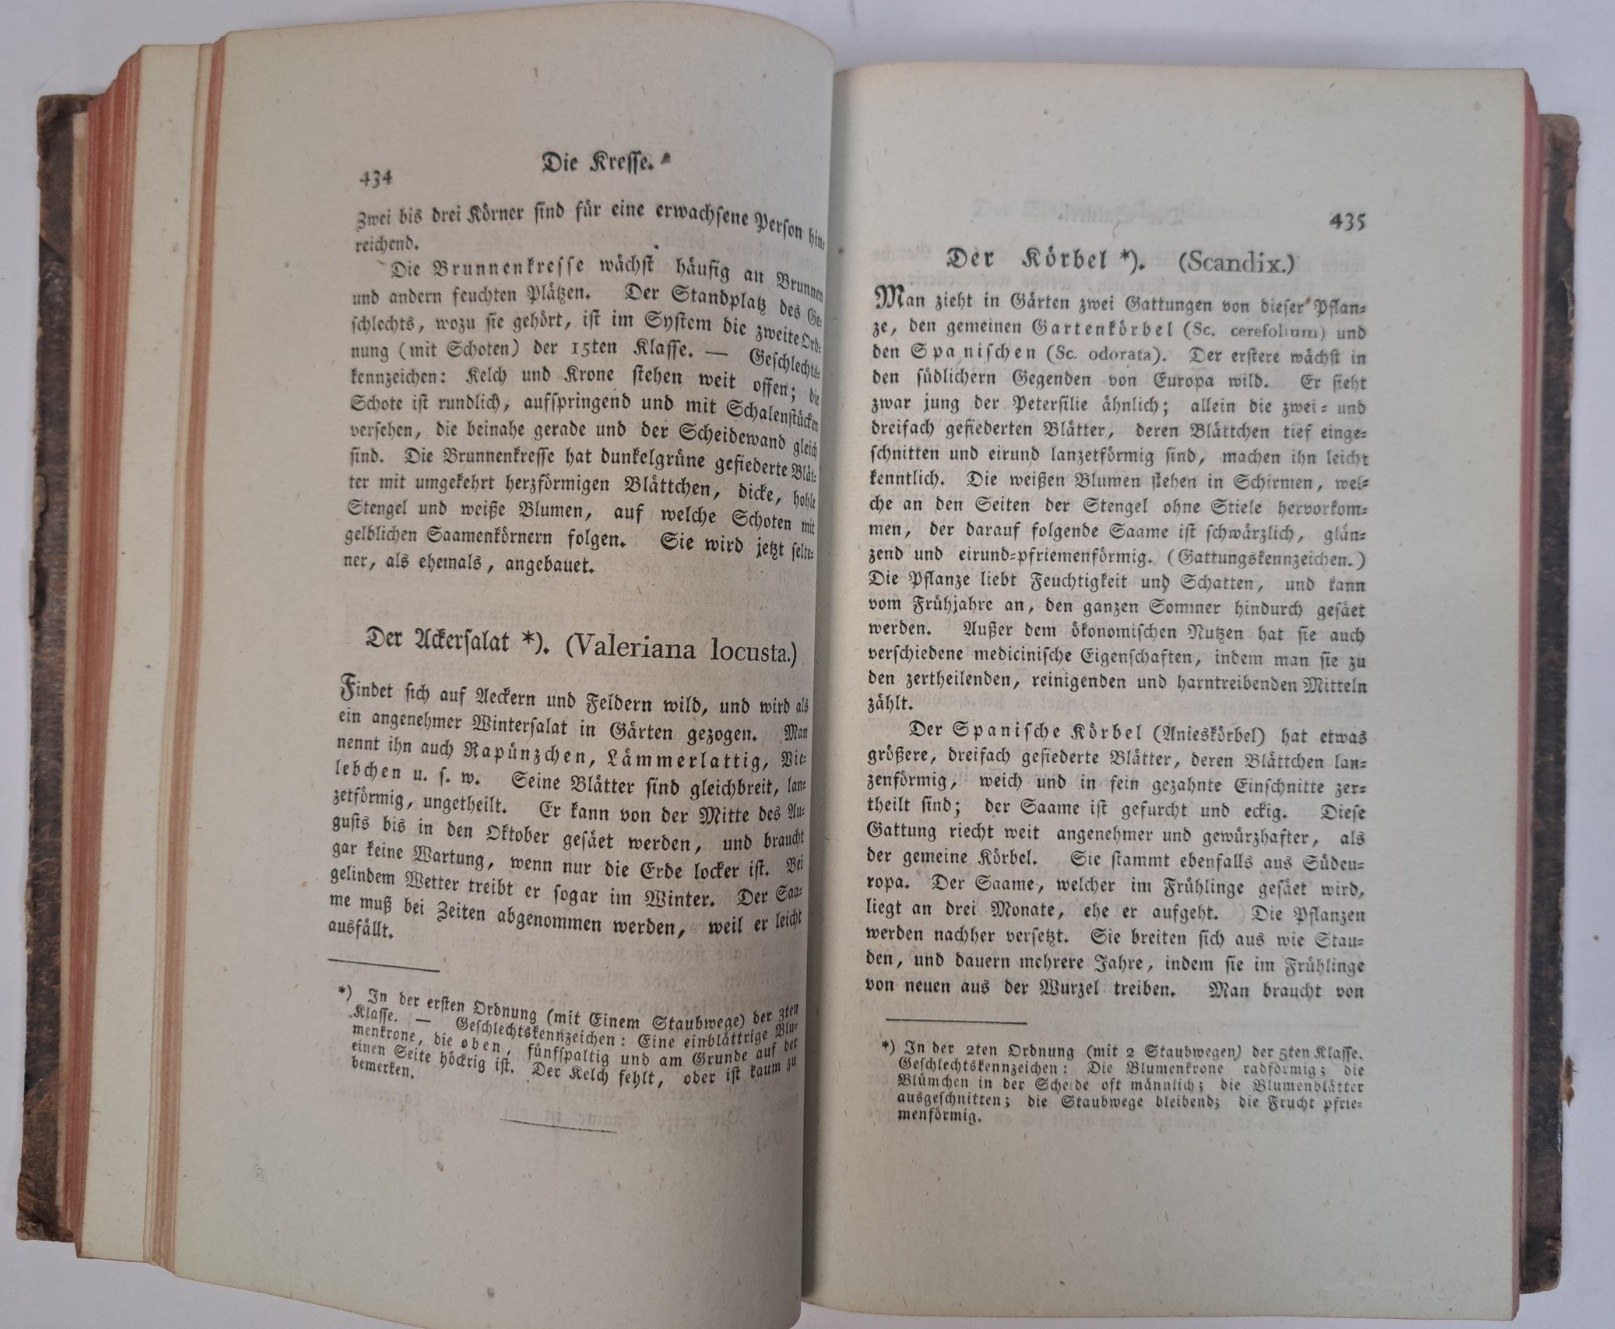 434
Die Kresse.
Zwei bis drei Körner sind für eine erwachsene Person hin-
reichend.
Die Brunnenkresse wächst häufig an Brunnen
und andern feuchten Plätzen. Der Standplatz des Ge-
schlechts, wozu sie gehört, ist im System die zweite Ord-
nung (mit Schoten) der 15ten Klasse. — Geschlechts-
kennzeichen: Kelch und Krone stehen weit offen; die
Schote ist rundlich, aufspringend und mit Schalenstücken
versehen, die beinahe gerade und der Scheidewand gleich
sind. Die Brunnenkresse hat dunkelgrüne gefiederte Blät-
ter mit umgekehrt herzförmigen Blättchen, dicke, hohle
Stengel und weiße Blumen, auf welche Schoten mit
gelblichen Saamenkörnern folgen. Sie wird jetzt selte-
ner, als ehemals, angebauet.
Der Ackersalat *). (Valeriana locusta.)
Findet sich auf Aeckern und Feldern wild, und wird als
ein angenehmer Wintersalat in Gärten gezogen. Man
nennt ihn auch Rapünzchen, Lämmerlattig, Vie-
lebchen u. s. w. Seine Blätter sind gleichbreit, lan-
zetförmig, ungetheilt. Er kann von der Mitte des Au-
gusts bis in den Oktober gesäet werden, und braucht
gar keine Wartung, wenn nur die Erde locker ist. Bei
gelindem Wetter treibt er sogar im Winter. Der Saa-
me muß bei Zeiten abgenommen werden, weil er leicht
ausfällt.
*) In der ersten Ordnung (mit Einem Staubwege) der 3ten
Klasse. — Geschlechtskennzeichen: Eine einblättrige Blu-
menkrone, die oben, fünfspaltig und am Grunde auf der
einen Seite höckrig ist. Der Kelch fehlt, oder ist kaum zu
bemerken.
435
Der Körbel *). (Scandix.)
Man zieht in Gärten zwei Gattungen von dieser Pflan-
ze, den gemeinen Gartenkörbel (Sc. cerefolium) und
den Spanischen (Sc. odorata). Der erstere wächst in
den südlichern Gegenden von Europa wild. Er sieht
zwar jung der Petersilie ähnlich; allein die zwei- und
dreifach gefiederten Blätter, deren Blättchen tief einge-
schnitten und eirund lanzetförmig sind, machen ihn leicht
kenntlich. Die weißen Blumen stehen in Schirmen, wel-
che an den Seiten der Stengel ohne Stiele hervorkom-
men, der darauf folgende Saame ist schwärzlich, glän-
zend und eirund-pfriemenförmig. (Gattungskennzeichen.)
Die Pflanze liebt Feuchtigkeit und Schatten, und kann
vom Frühjahre an, den ganzen Sommer hindurch gesäet
werden. Außer dem ökonomischen Nutzen hat sie auch
verschiedene medicinische Eigenschaften, indem man sie zu
den zertheilenden, reinigenden und harntreibenden Mitteln
zählt.
Der Spanische Körbel (Anieskörbel) hat etwas
größere, dreifach gefiederte Blätter, deren Blättchen lan-
zenförmig, weich und in fein gezahnte Einschnitte zer-
theilt sind; der Saame ist gefurcht und eckig. Diese
Gattung riecht weit angenehmer und gewürzhafter, als
der gemeine Körbel. Sie stammt ebenfalls aus Südeu-
ropa. Der Saame, welcher im Frühlinge gesäet wird,
liegt an drei Monate, ehe er aufgeht. Die Pflanzen
werden nachher versetzt. Sie breiten sich aus wie Stau-
den, und dauern mehrere Jahre, indem sie im Frühlinge
von neuen aus der Wurzel treiben. Man braucht von
*) In der 2ten Ordnung (mit 2 Staubwegen) der 5ten Klasse.
Geschlechtskennzeichen: Die Blumenkrone radförmig; die
Blümchen in der Scheide oft männlich; die Blumenblätter
ausgeschnitten; die Staubwege bleibend; die Frucht pfrie-
menförmig.